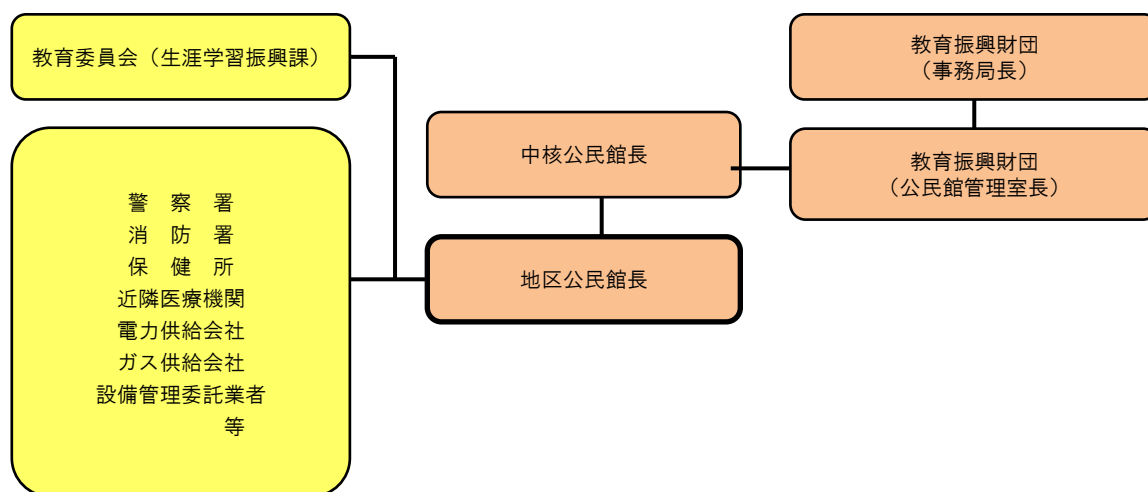 教育委員会（生涯学習振興課）
警　察　署
消　防　署
保　健　所
近隣医療機関
電力供給会社
ガス供給会社
設備管理委託業者
等
中核公民館長
地区公民館長
教育振興財団
（事務局長）
教育振興財団
（公民館管理室長）